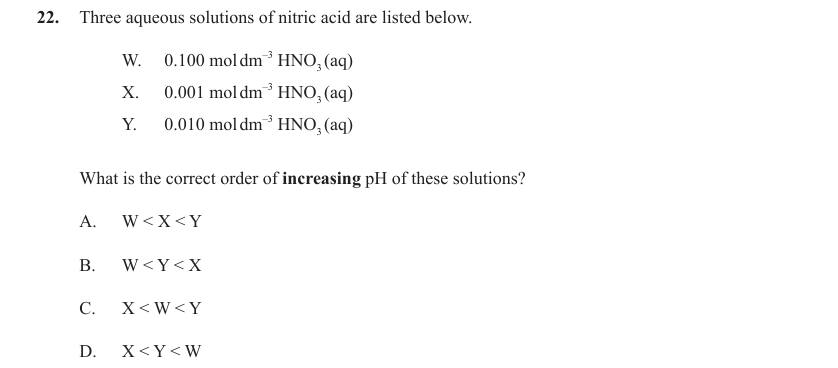 22. Three aqueous solutions of nitric acid are listed below.
W. 0.100 mol dm⁻³ HNO₃(aq)
X. 0.001 mol dm⁻³ HNO₃(aq)
Y. 0.010 mol dm⁻³ HNO₃(aq)
What is the correct order of increasing pH of these solutions?
A. W < X < Y
B. W < Y < X
C. X < W < Y
D. X < Y < W